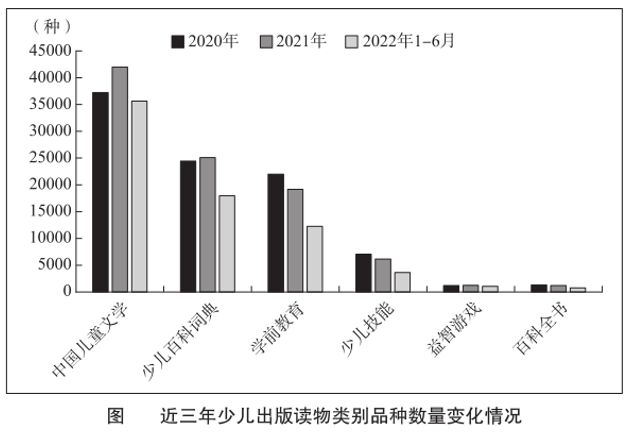 （种）
2020年 2021年 2022年1-6月
45000
40000
35000
30000
25000
20000
15000
10000
5000
0
中国儿童文学
少儿百科词典
学前教育
少儿技能
益智游戏
百科全书
图 近三年少儿出版读物类别品种数量变化情况